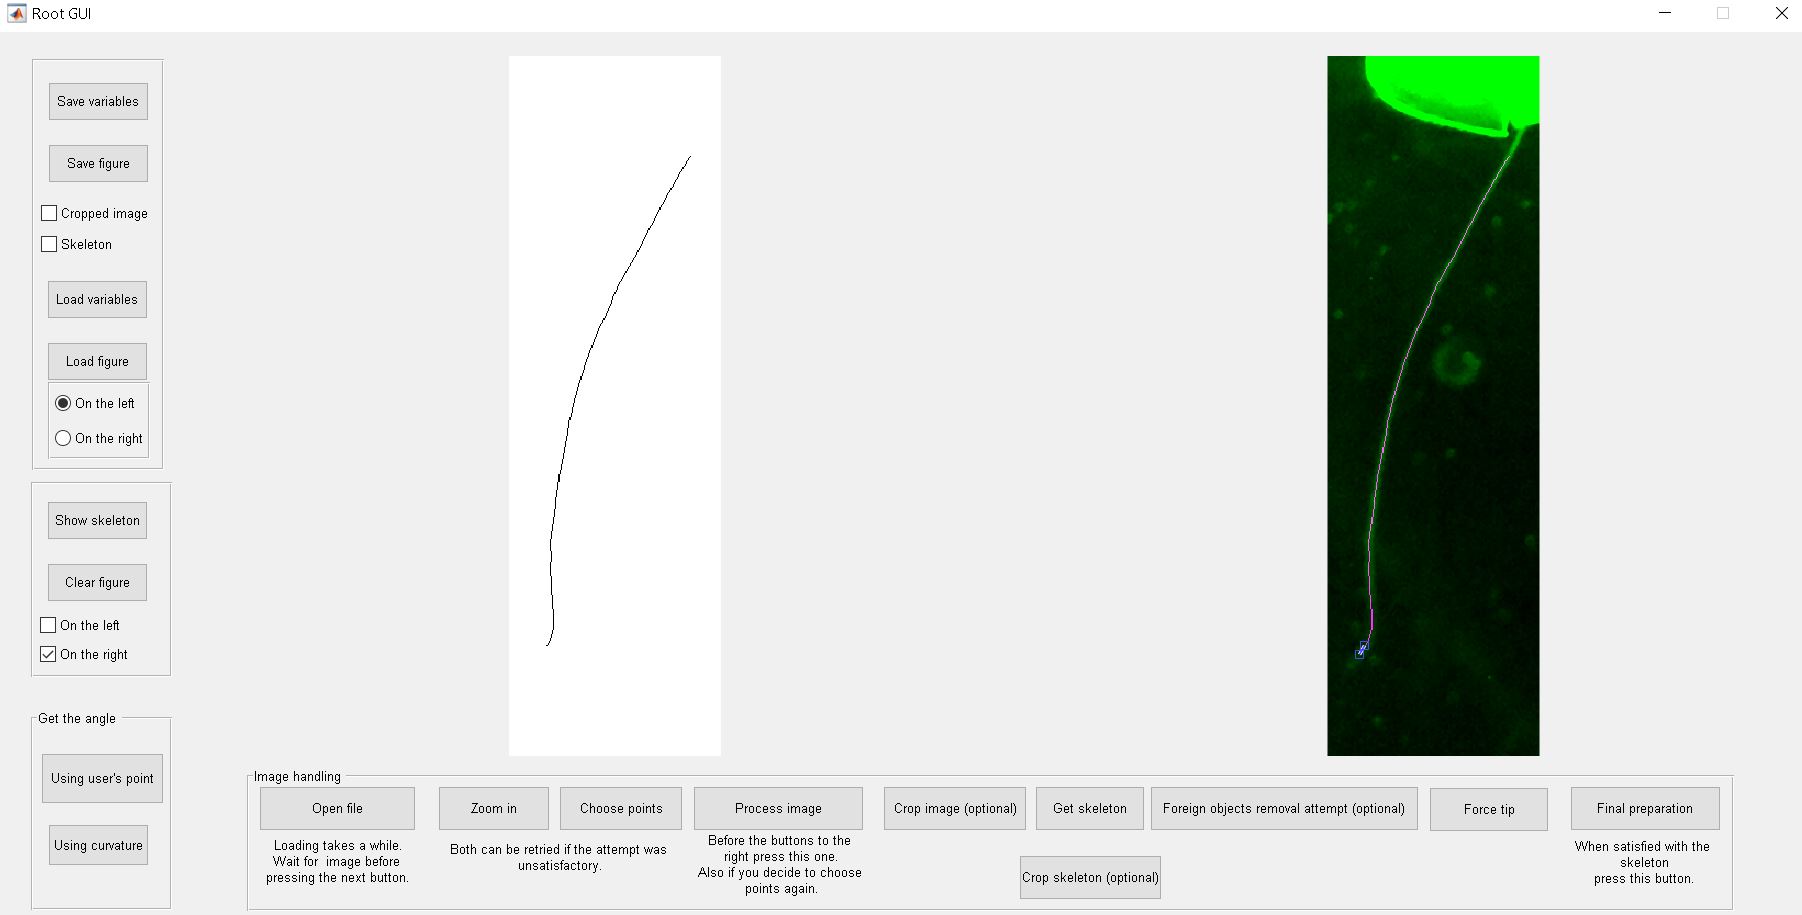 Root GUI
Save variables
Save figure
Cropped image
Skeleton
Load variables
Load figure
On the left
On the right
Show skeleton
Clear figure
On the left
On the right
Get the angle
Using user's point
Using curvature
Image handling
Open file
Loading takes a while.
Wait for image before
pressing the next button.
Zoom in
Choose points
Both can be retried if the attempt was
unsatisfactory.
Process image
Before the buttons to the
right press this one.
Also if you decide to choose
points again.
Crop image (optional)
Get skeleton
Foreign objects removal attempt (optional)
Crop skeleton (optional)
Force tip
Final preparation
When satisfied with the
skeleton
press this button.